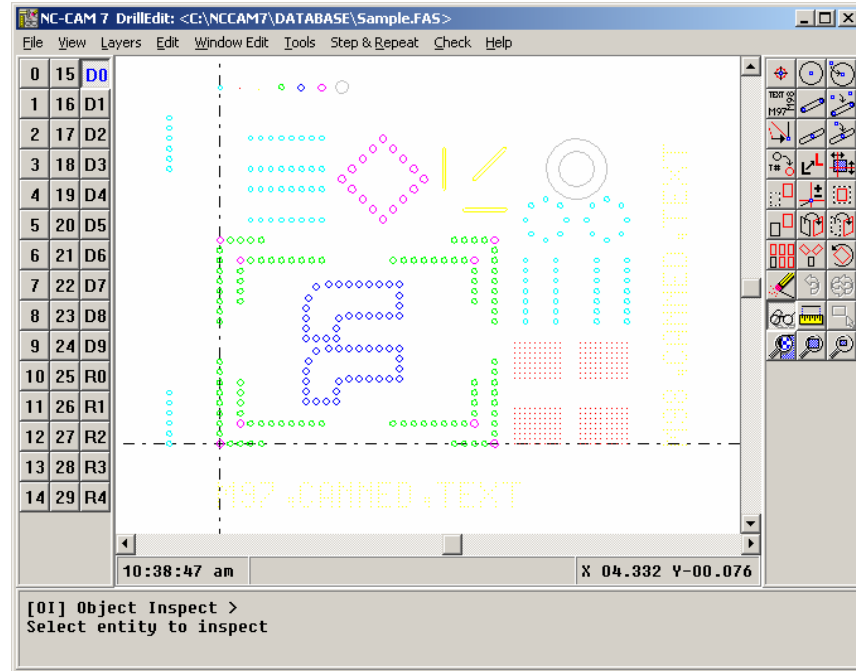 NC-CAM 7 DrillEdit: <C:\NCCAM7\DATABASE\Sample.FAS>
File View Layers Edit Window Edit Tools Step & Repeat Check Help
0 15 D0
1 16 D1
2 17 D2
3 18 D3
4 19 D4
5 20 D5
6 21 D6
7 22 D7
8 23 D8
9 24 D9
10 25 R0
11 26 R1
12 27 R2
13 28 R3
14 29 R4
TEXT
M97
M98
T#
M98,CANNED,TEXT
M97,CANNED,TEXT
10:38:47 am
X 04.332 Y-00.076
[OI] Object Inspect >
Select entity to inspect